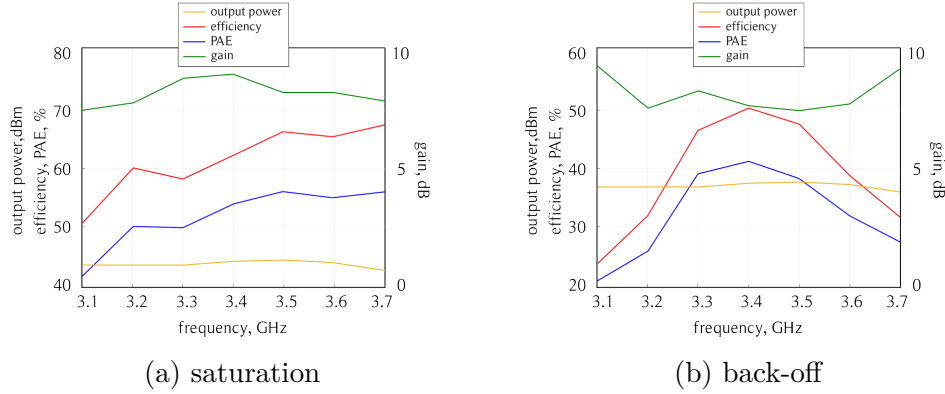 output power
efficiency
PAE
gain
80
70
60
50
40
10
5
0
output power,dBm
efficiency, PAE, %
gain, dB
3.1 3.2 3.3 3.4 3.5 3.6 3.7
frequency, GHz
(a) saturation
output power
efficiency
PAE
gain
60
50
40
30
20
10
5
0
output power, dBm
efficiency, PAE, %
gain, dB
3.1 3.2 3.3 3.4 3.5 3.6 3.7
frequency, GHz
(b) back-off